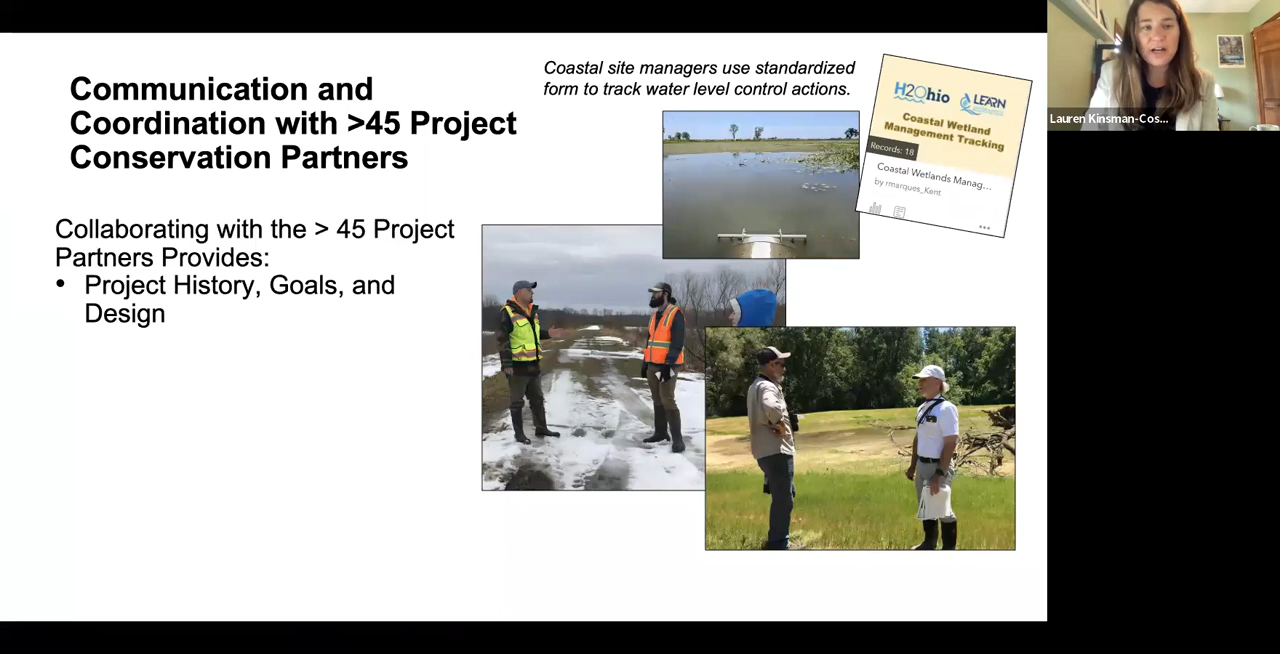 Communication and
Coordination with >45 Project
Conservation Partners
Collaborating with the > 45 Project
Partners Provides:
• Project History, Goals, and
Design
Coastal site managers use standardized
form to track water level control actions.
H2Ohio LEARN
Coastal Wetland
Management Tracking
Records: 18
Coastal Wetlands Manag...
by rmarques_Kent
Lauren Kinsman-Cos...